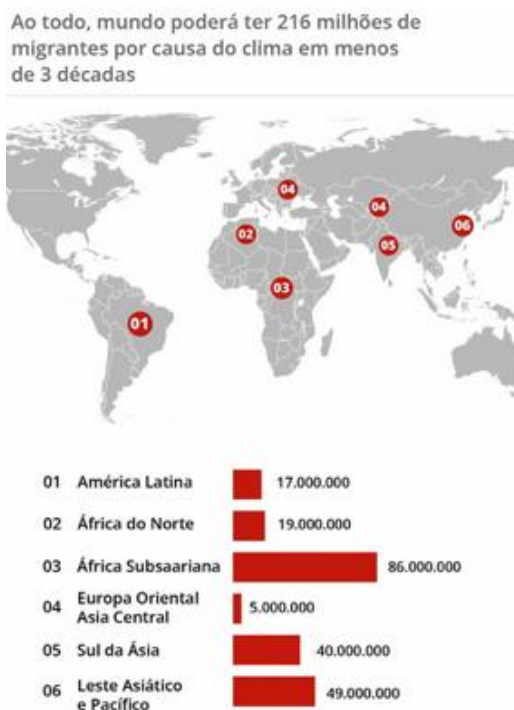 Ao todo, mundo poderá ter 216 milhões de
migrantes por causa do clima em menos
de 3 décadas
04
04
06
02
05
03
01
01 América Latina 17.000.000
02 África do Norte 19.000.000
03 África Subsaariana 86.000.000
04 Europa Oriental
Asia Central 5.000.000
05 Sul da Ásia 40.000.000
06 Leste Asiático
e Pacífico 49.000.000